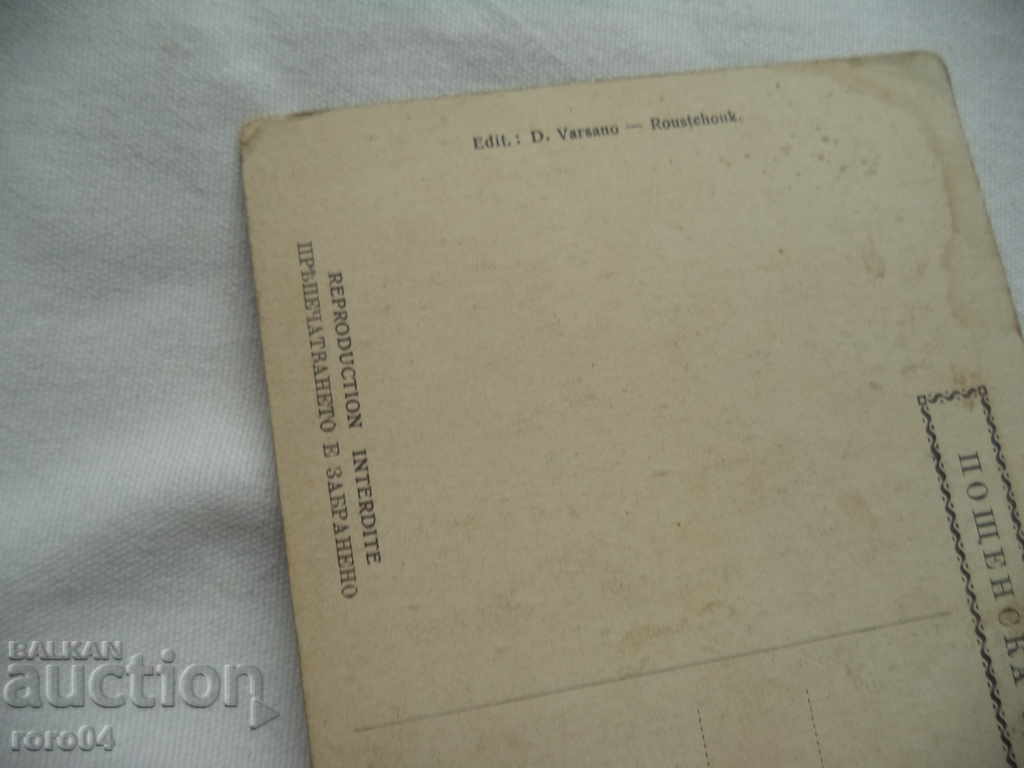 Edit.: D. Varsano — Roustchouk.
REPRODUCTION INTERDITE
ПРѢПЕЧАТВАНЕТО Е ЗАБРАНЕНО
ПОЩЕНСКА
BALKAN
auction
roro04